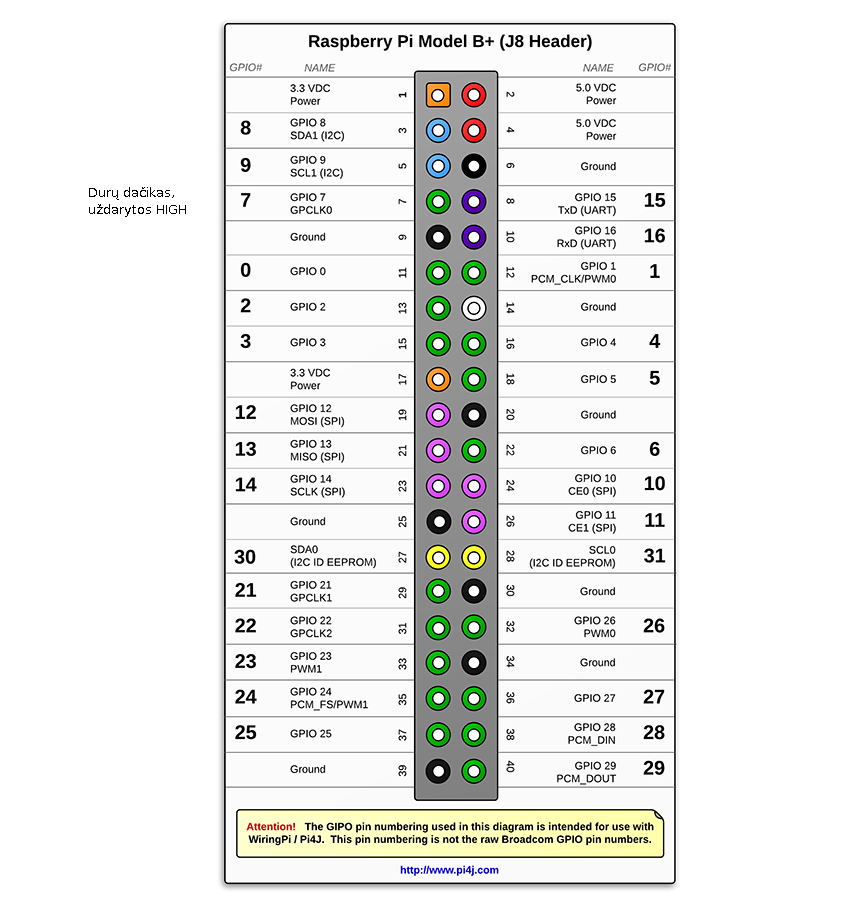 Raspberry Pi Model B+ (J8 Header)
GPIO# NAME NAME GPIO#
3.3 VDC
Power 1 2 5.0 VDC
Power
8 GPIO 8
SDA1 (I2C) 3 4 5.0 VDC
Power
9 GPIO 9
SCL1 (I2C) 5 6 Ground
Durų dačikas,
uždarytos HIGH
7 GPIO 7
GPCLK0 7 8 GPIO 15
TxD (UART) 15
Ground 9 10 GPIO 16
RxD (UART) 16
0 GPIO 0 11 12 GPIO 1
PCM_CLK/PWM0 1
2 GPIO 2 13 14 Ground
3 GPIO 3 15 16 GPIO 4 4
3.3 VDC
Power 17 18 GPIO 5 5
12 GPIO 12
MOSI (SPI) 19 20 Ground
13 GPIO 13
MISO (SPI) 21 22 GPIO 6 6
14 GPIO 14
SCLK (SPI) 23 24 GPIO 10
CE0 (SPI) 10
Ground 25 26 GPIO 11
CE1 (SPI) 11
30 SDA0
(I2C ID EEPROM) 27 28 SCL0
(I2C ID EEPROM) 31
21 GPIO 21
GPCLK1 29 30 Ground
22 GPIO 22
GPCLK2 31 32 GPIO 26
PWM0 26
23 GPIO 23
PWM1 33 34 Ground
24 GPIO 24
PCM_FS/PWM1 35 36 GPIO 27 27
25 GPIO 25 37 38 GPIO 28
PCM_DIN 28
Ground 39 40 GPIO 29
PCM_DOUT 29
Attention! The GIPO pin numbering used in this diagram is intended for use with
WiringPi / Pi4J. This pin numbering is not the raw Broadcom GPIO pin numbers.
http://www.pi4j.com